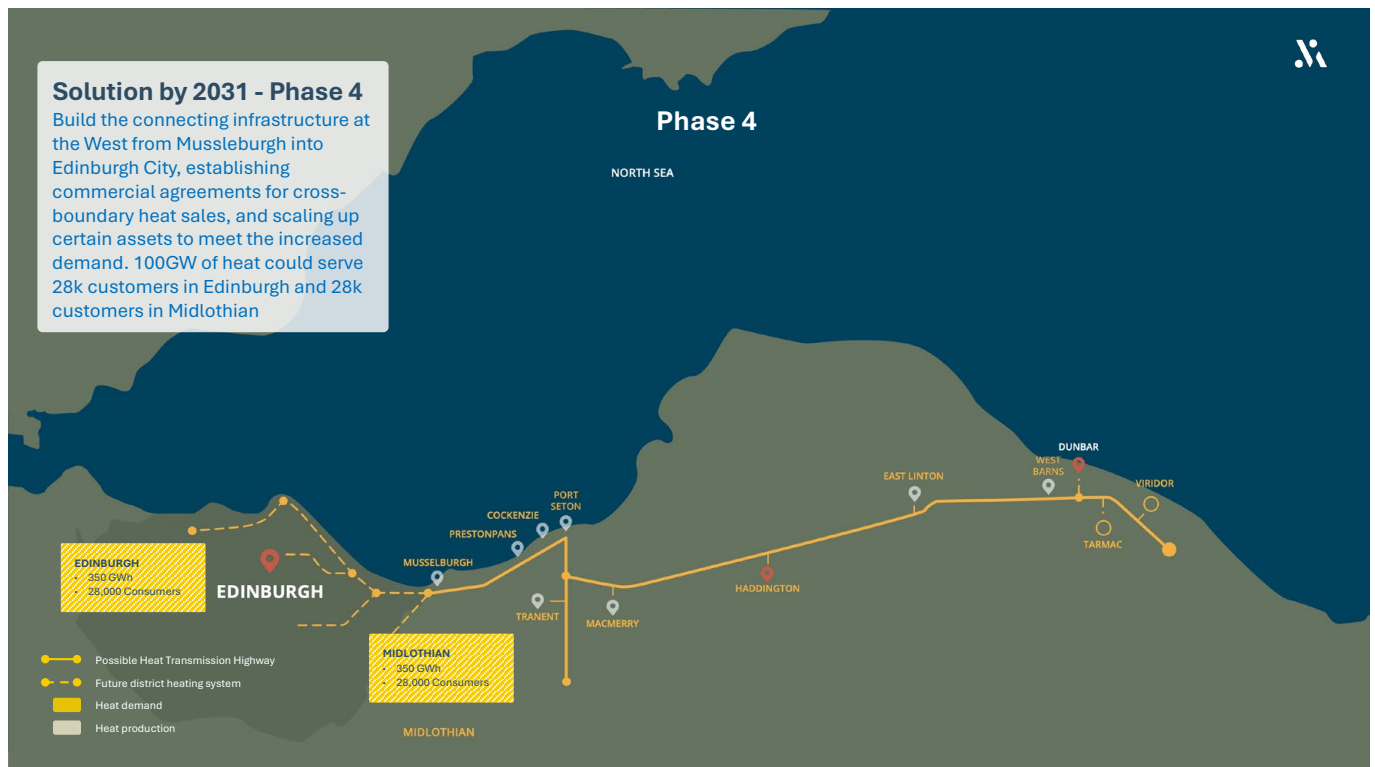 Solution by 2031 - Phase 4
Build the connecting infrastructure at
the West from Mussleburgh into
Edinburgh City, establishing
commercial agreements for cross-
boundary heat sales, and scaling up
certain assets to meet the increased
demand. 100GW of heat could serve
28k customers in Edinburgh and 28k
customers in Midlothian
Phase 4
NORTH SEA
DUNBAR
WEST
BARNS
EAST LINTON
VIRIDOR
TARMAC
PORT
SETON
COCKENZIE
PRESTONPANS
MUSSELBURGH
HADDINGTON
TRANENT
MACMERRY
EDINBURGH
• 350 GWh
• 28,000 Consumers
EDINBURGH
MIDLOTHIAN
• 350 GWh
• 28,000 Consumers
MIDLOTHIAN
Possible Heat Transmission Highway
Future district heating system
Heat demand
Heat production